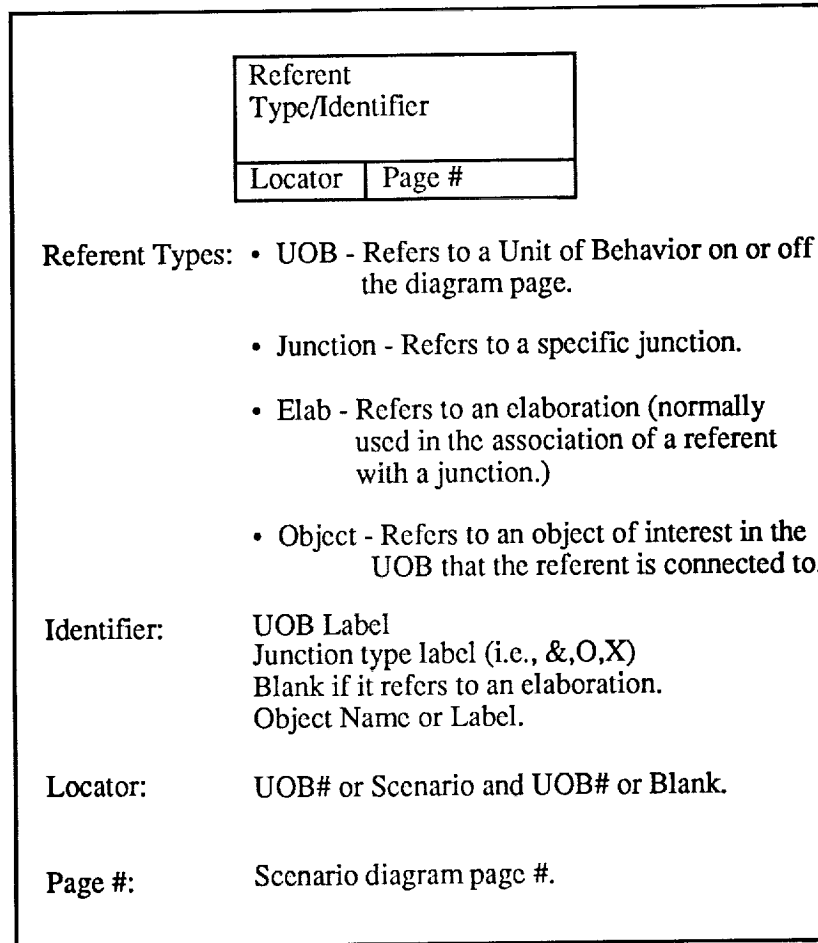 Referent
Type/Identifier
Locator Page #
Referent Types: • UOB - Refers to a Unit of Behavior on or off
the diagram page.
• Junction - Refers to a specific junction.
• Elab - Refers to an elaboration (normally
used in the association of a referent
with a junction.)
• Object - Refers to an object of interest in the
UOB that the referent is connected to.
Identifier: UOB Label
Junction type label (i.e., &,O,X)
Blank if it refers to an elaboration.
Object Name or Label.
Locator: UOB# or Scenario and UOB# or Blank.
Page #: Scenario diagram page #.